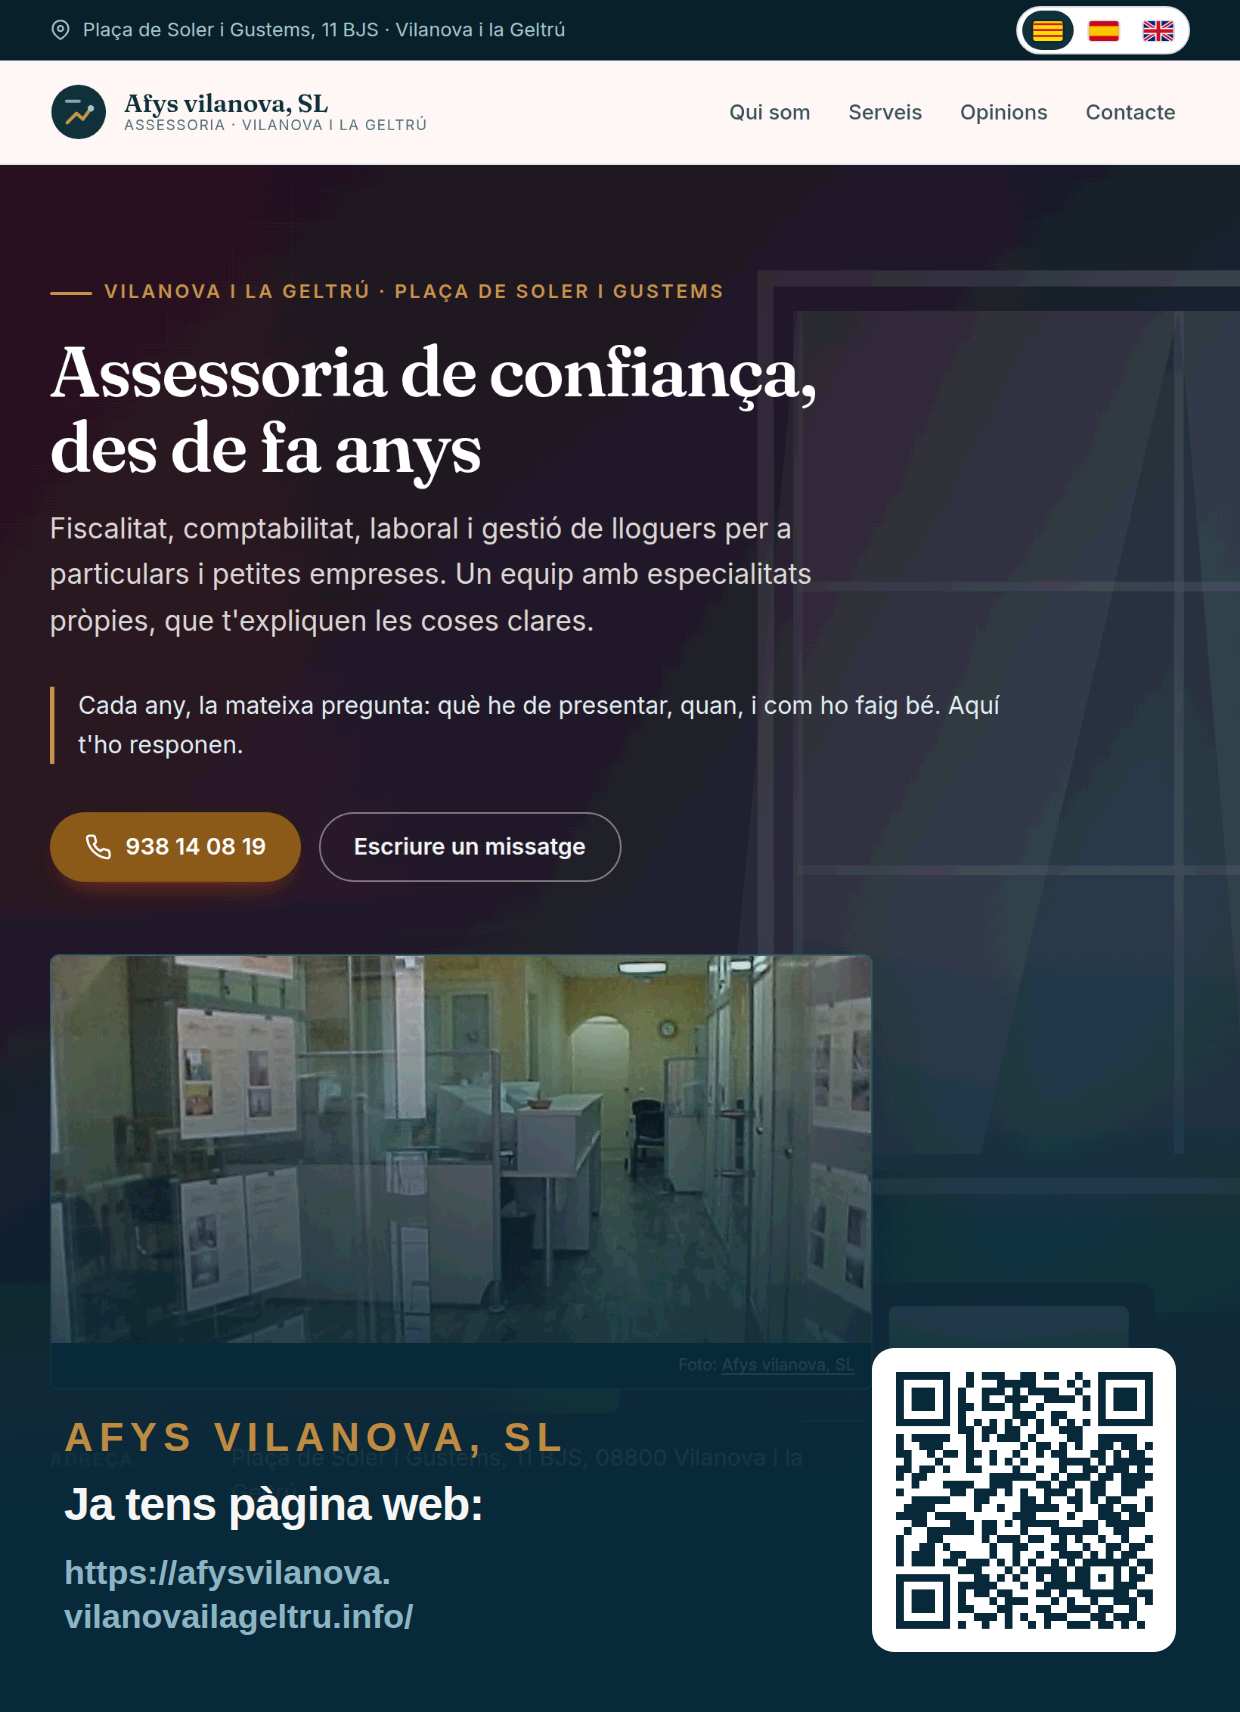 Plaça de Soler i Gustems, 11 BJS · Vilanova i la Geltrú
Afys vilanova, SL
ASSESSORIA · VILANOVA I LA GELTRÚ
Qui som
Serveis
Opinions
Contacte
VILANOVA I LA GELTRÚ · PLAÇA DE SOLER I GUSTEMS
Assessoria de confiança,
des de fa anys
Fiscalitat, comptabilitat, laboral i gestió de lloguers per a
particulars i petites empreses. Un equip amb especialitats
pròpies, que t'expliquen les coses clares.
Cada any, la mateixa pregunta: què he de presentar, quan, i com ho faig bé. Aquí
t'ho responen.
938 14 08 19
Escriure un missatge
Foto: Afys vilanova, SL
AFYS VILANOVA, SL
ADREÇA
Plaça de Soler i Gustems, 11 BJS, 08800 Vilanova i la
Ja tens pàgina web:
https://afysvilanova.
vilanovailageltru.info/